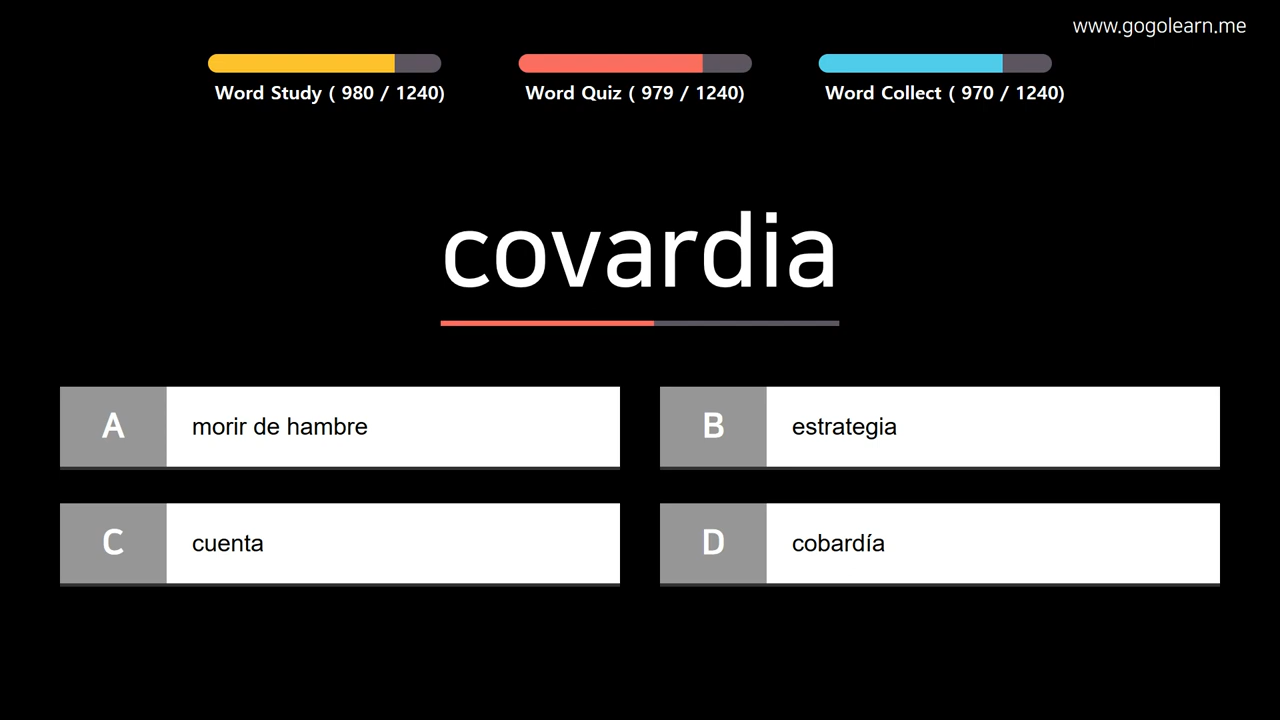 www.gogolearn.me
Word Study ( 980 / 1240)
Word Quiz ( 979 / 1240)
Word Collect ( 970 / 1240)
covardia
A morir de hambre
B estrategia
C cuenta
D cobardía